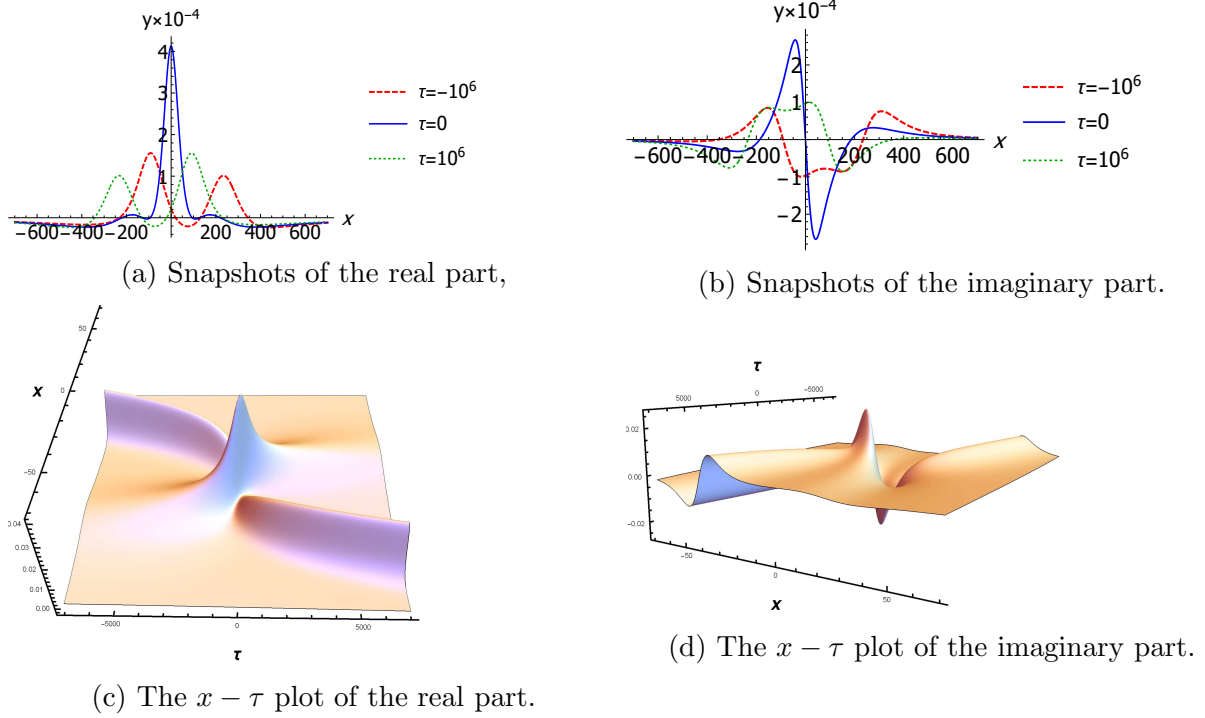 y×10⁻⁴
4
3
2
1
−600 −400 −200 200 400 600 x
τ=−10⁶
τ=0
τ=10⁶
(a) Snapshots of the real part,
y×10⁻⁴
2
1
−1
−2
−600 −400 −200 200 400 600 x
τ=−10⁶
τ=0
τ=10⁶
(b) Snapshots of the imaginary part.
50
x 0
−50
0.04
0.03
0.02
0.01
0.00
−5000 0 5000
τ
(c) The x − τ plot of the real part.
τ
5000 0 −5000
0.02
0.00
−0.02
−50 0 50
x
(d) The x − τ plot of the imaginary part.